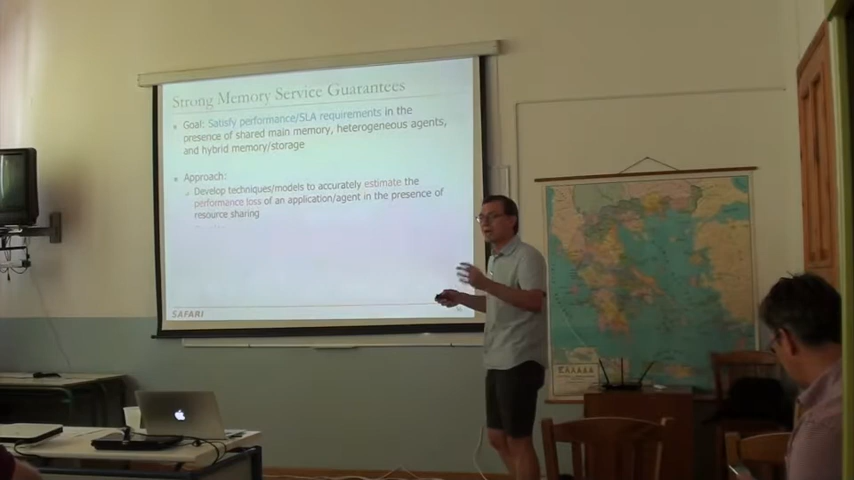 Strong Memory Service Guarantees
Goal: Satisfy performance/SLA requirements in the
presence of shared main memory, heterogeneous agents,
and hybrid memory/storage
Approach:
Develop techniques/models to accurately estimate the
performance loss of an application/agent in the presence of
resource sharing
SAFARI
ΕΛΛΑΔΑ